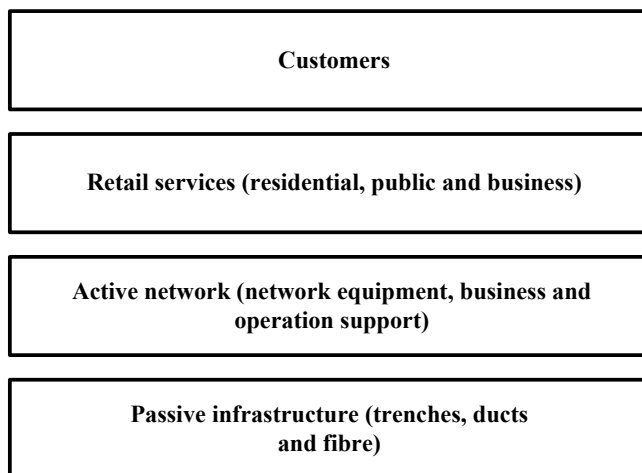 Customers
Retail services (residential, public and business)
Active network (network equipment, business and
operation support)
Passive infrastructure (trenches, ducts
and fibre)